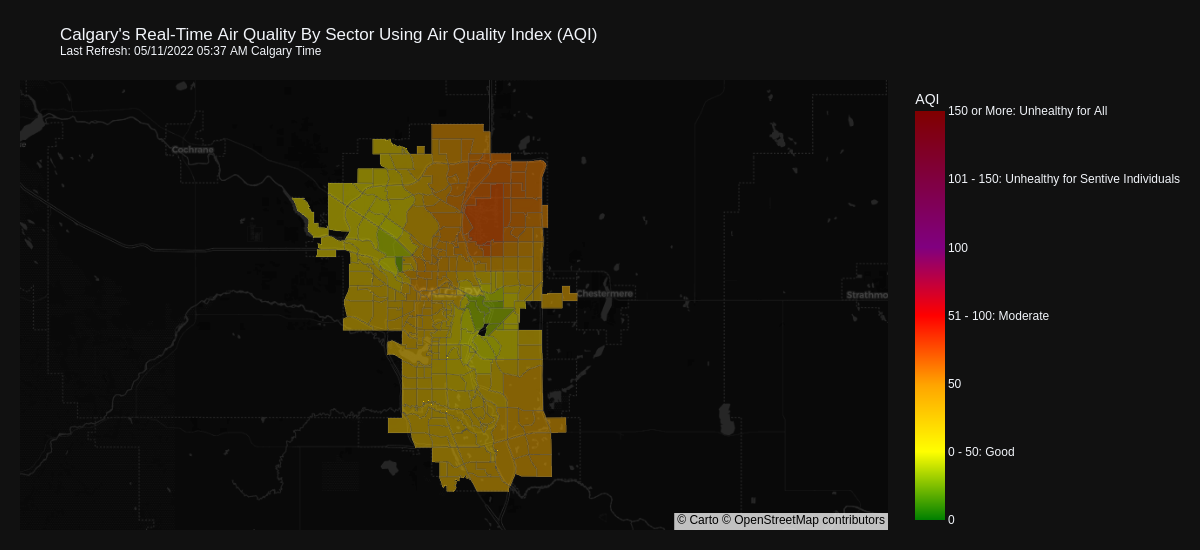 Calgary's Real-Time Air Quality By Sector Using Air Quality Index (AQI)
Last Refresh: 05/11/2022 05:37 AM Calgary Time
AQI
150 or More: Unhealthy for All
Cochrane
101 - 150: Unhealthy for Sentive Individuals
100
Chestermere
Strathmo
51 - 100: Moderate
50
0 - 50: Good
0
© Carto © OpenStreetMap contributors